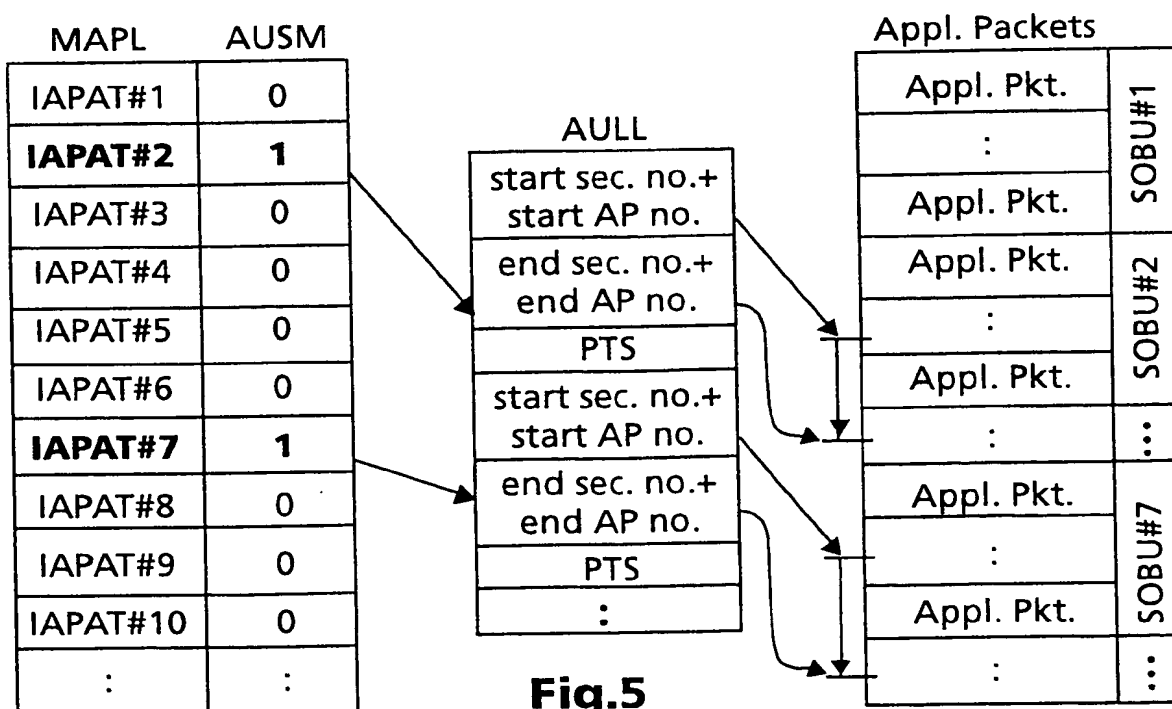 MAPL AUSM
IAPAT#1 0
IAPAT#2 1
IAPAT#3 0
IAPAT#4 0
IAPAT#5 0
IAPAT#6 0
IAPAT#7 1
IAPAT#8 0
IAPAT#9 0
IAPAT#10 0
: :
AULL
start sec. no.+
start AP no.
end sec. no.+
end AP no.
PTS
start sec. no.+
start AP no.
end sec. no.+
end AP no.
PTS
:
Appl. Packets
Appl. Pkt.
:
Appl. Pkt.
SOBU#1
Appl. Pkt.
:
Appl. Pkt.
SOBU#2
: ...
Appl. Pkt.
:
Appl. Pkt.
SOBU#7
: ...
Fig.5